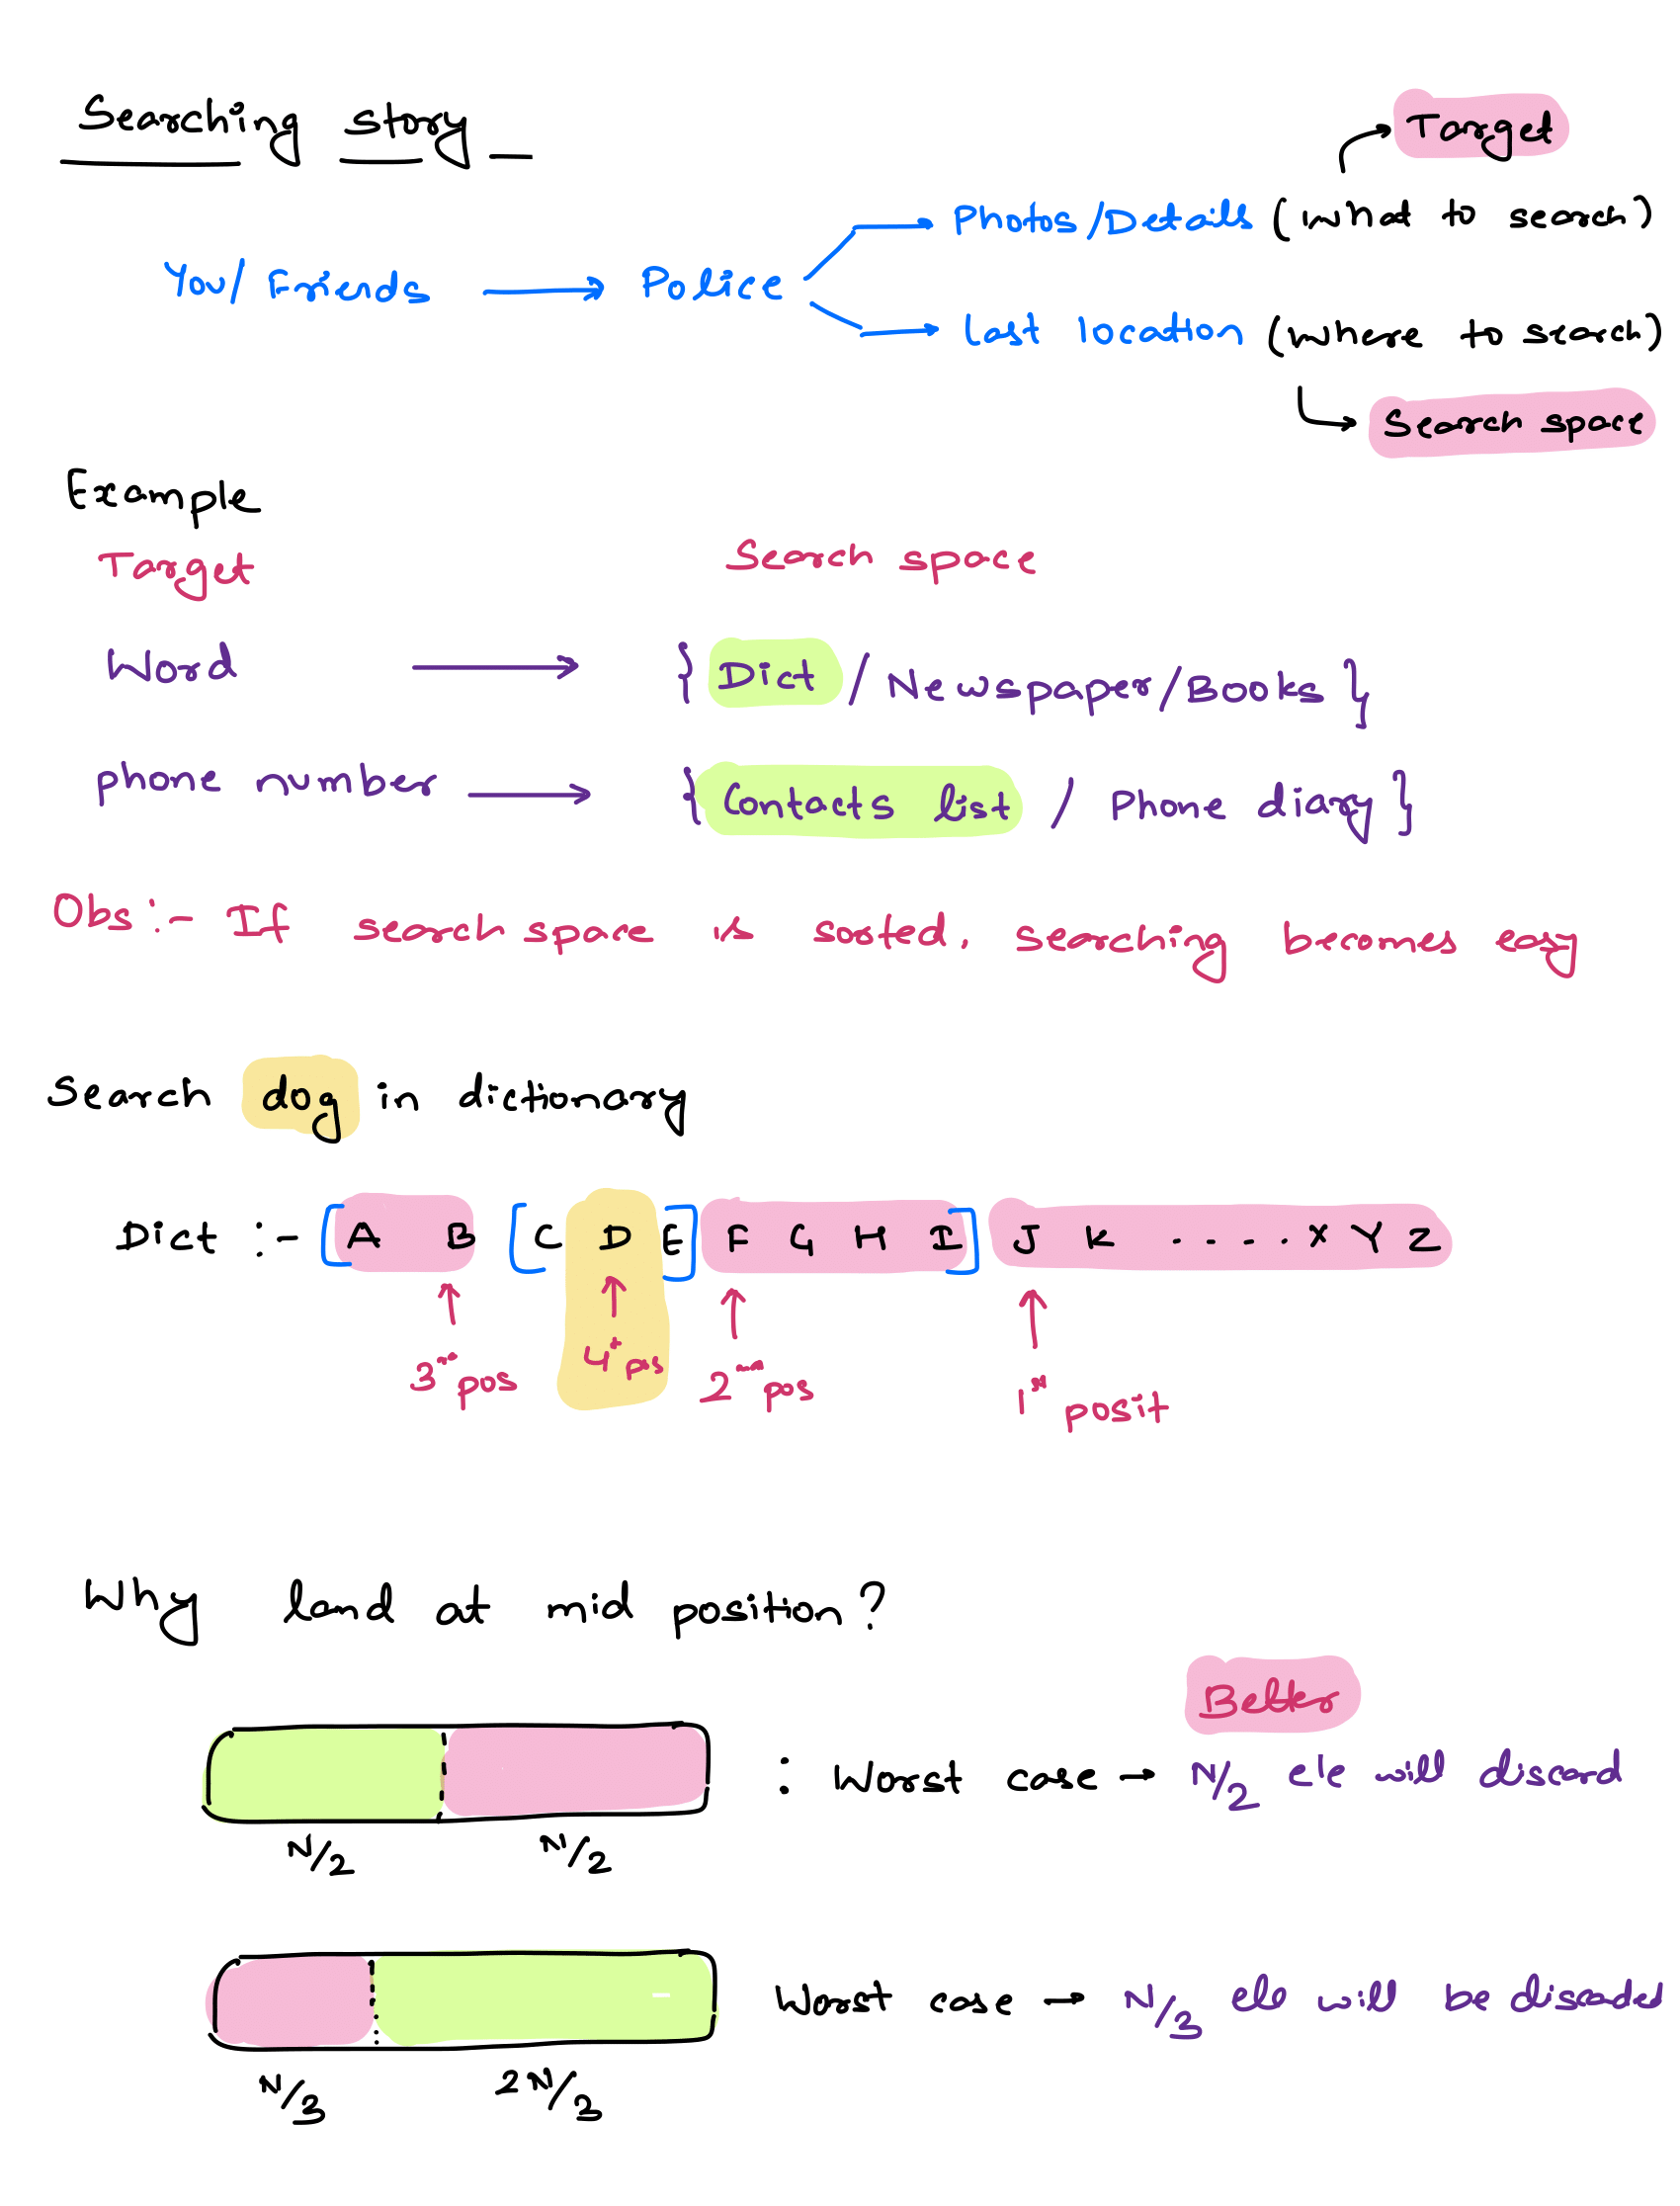 Searching story
Target
Photos/Details (what to search)
You/Friends → Police
last location (where to search)
Search space
Example
Target Search space
Word → {Dict / Newspaper/Books}
phone number → {Contacts list / Phone diary}
Obs :- If search space is sorted, searching becomes easy
Search dog in dictionary
Dict :- [A B [C D E] F G H I] J K ..... X Y Z
3rd pos 4th pos 2nd pos 1st posit
Why land at mid position?
Better
: Worst case → N/2 ele will discard
N/2 N/2
Worst case → N/3 ele will be discaded
N/3 2N/3